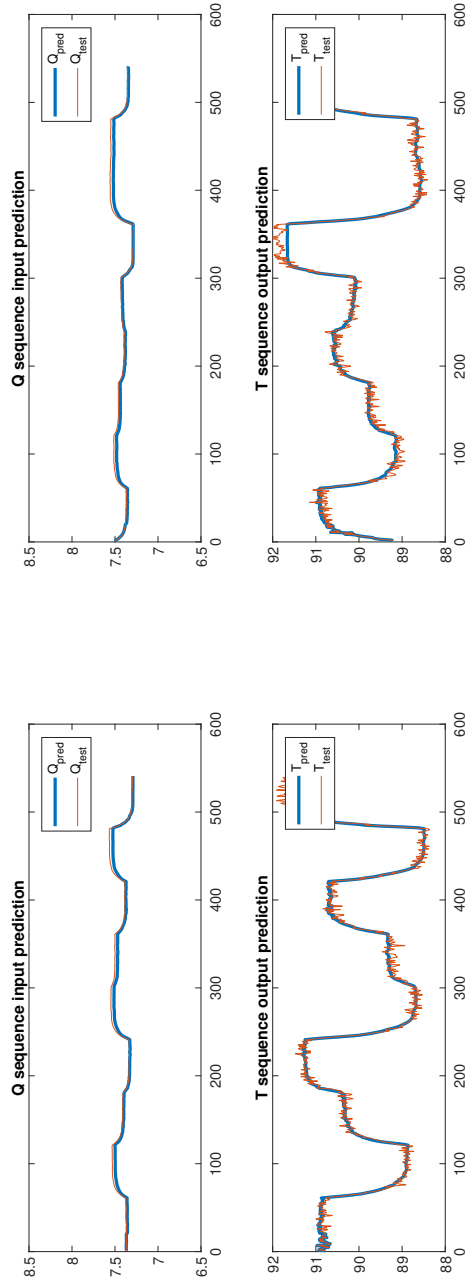 Q sequence input prediction
8.5
8
7.5
7
6.5
0 100 200 300 400 500 600
Q_pred
Q_test
T sequence output prediction
92
91
90
89
88
0 100 200 300 400 500 600
T_pred
T_test
Q sequence input prediction
8.5
8
7.5
7
6.5
0 100 200 300 400 500
Q_pred
Q_test
T sequence output prediction
92
91
90
89
88
0 100 200 300 400 500 600
T_pred
T_test